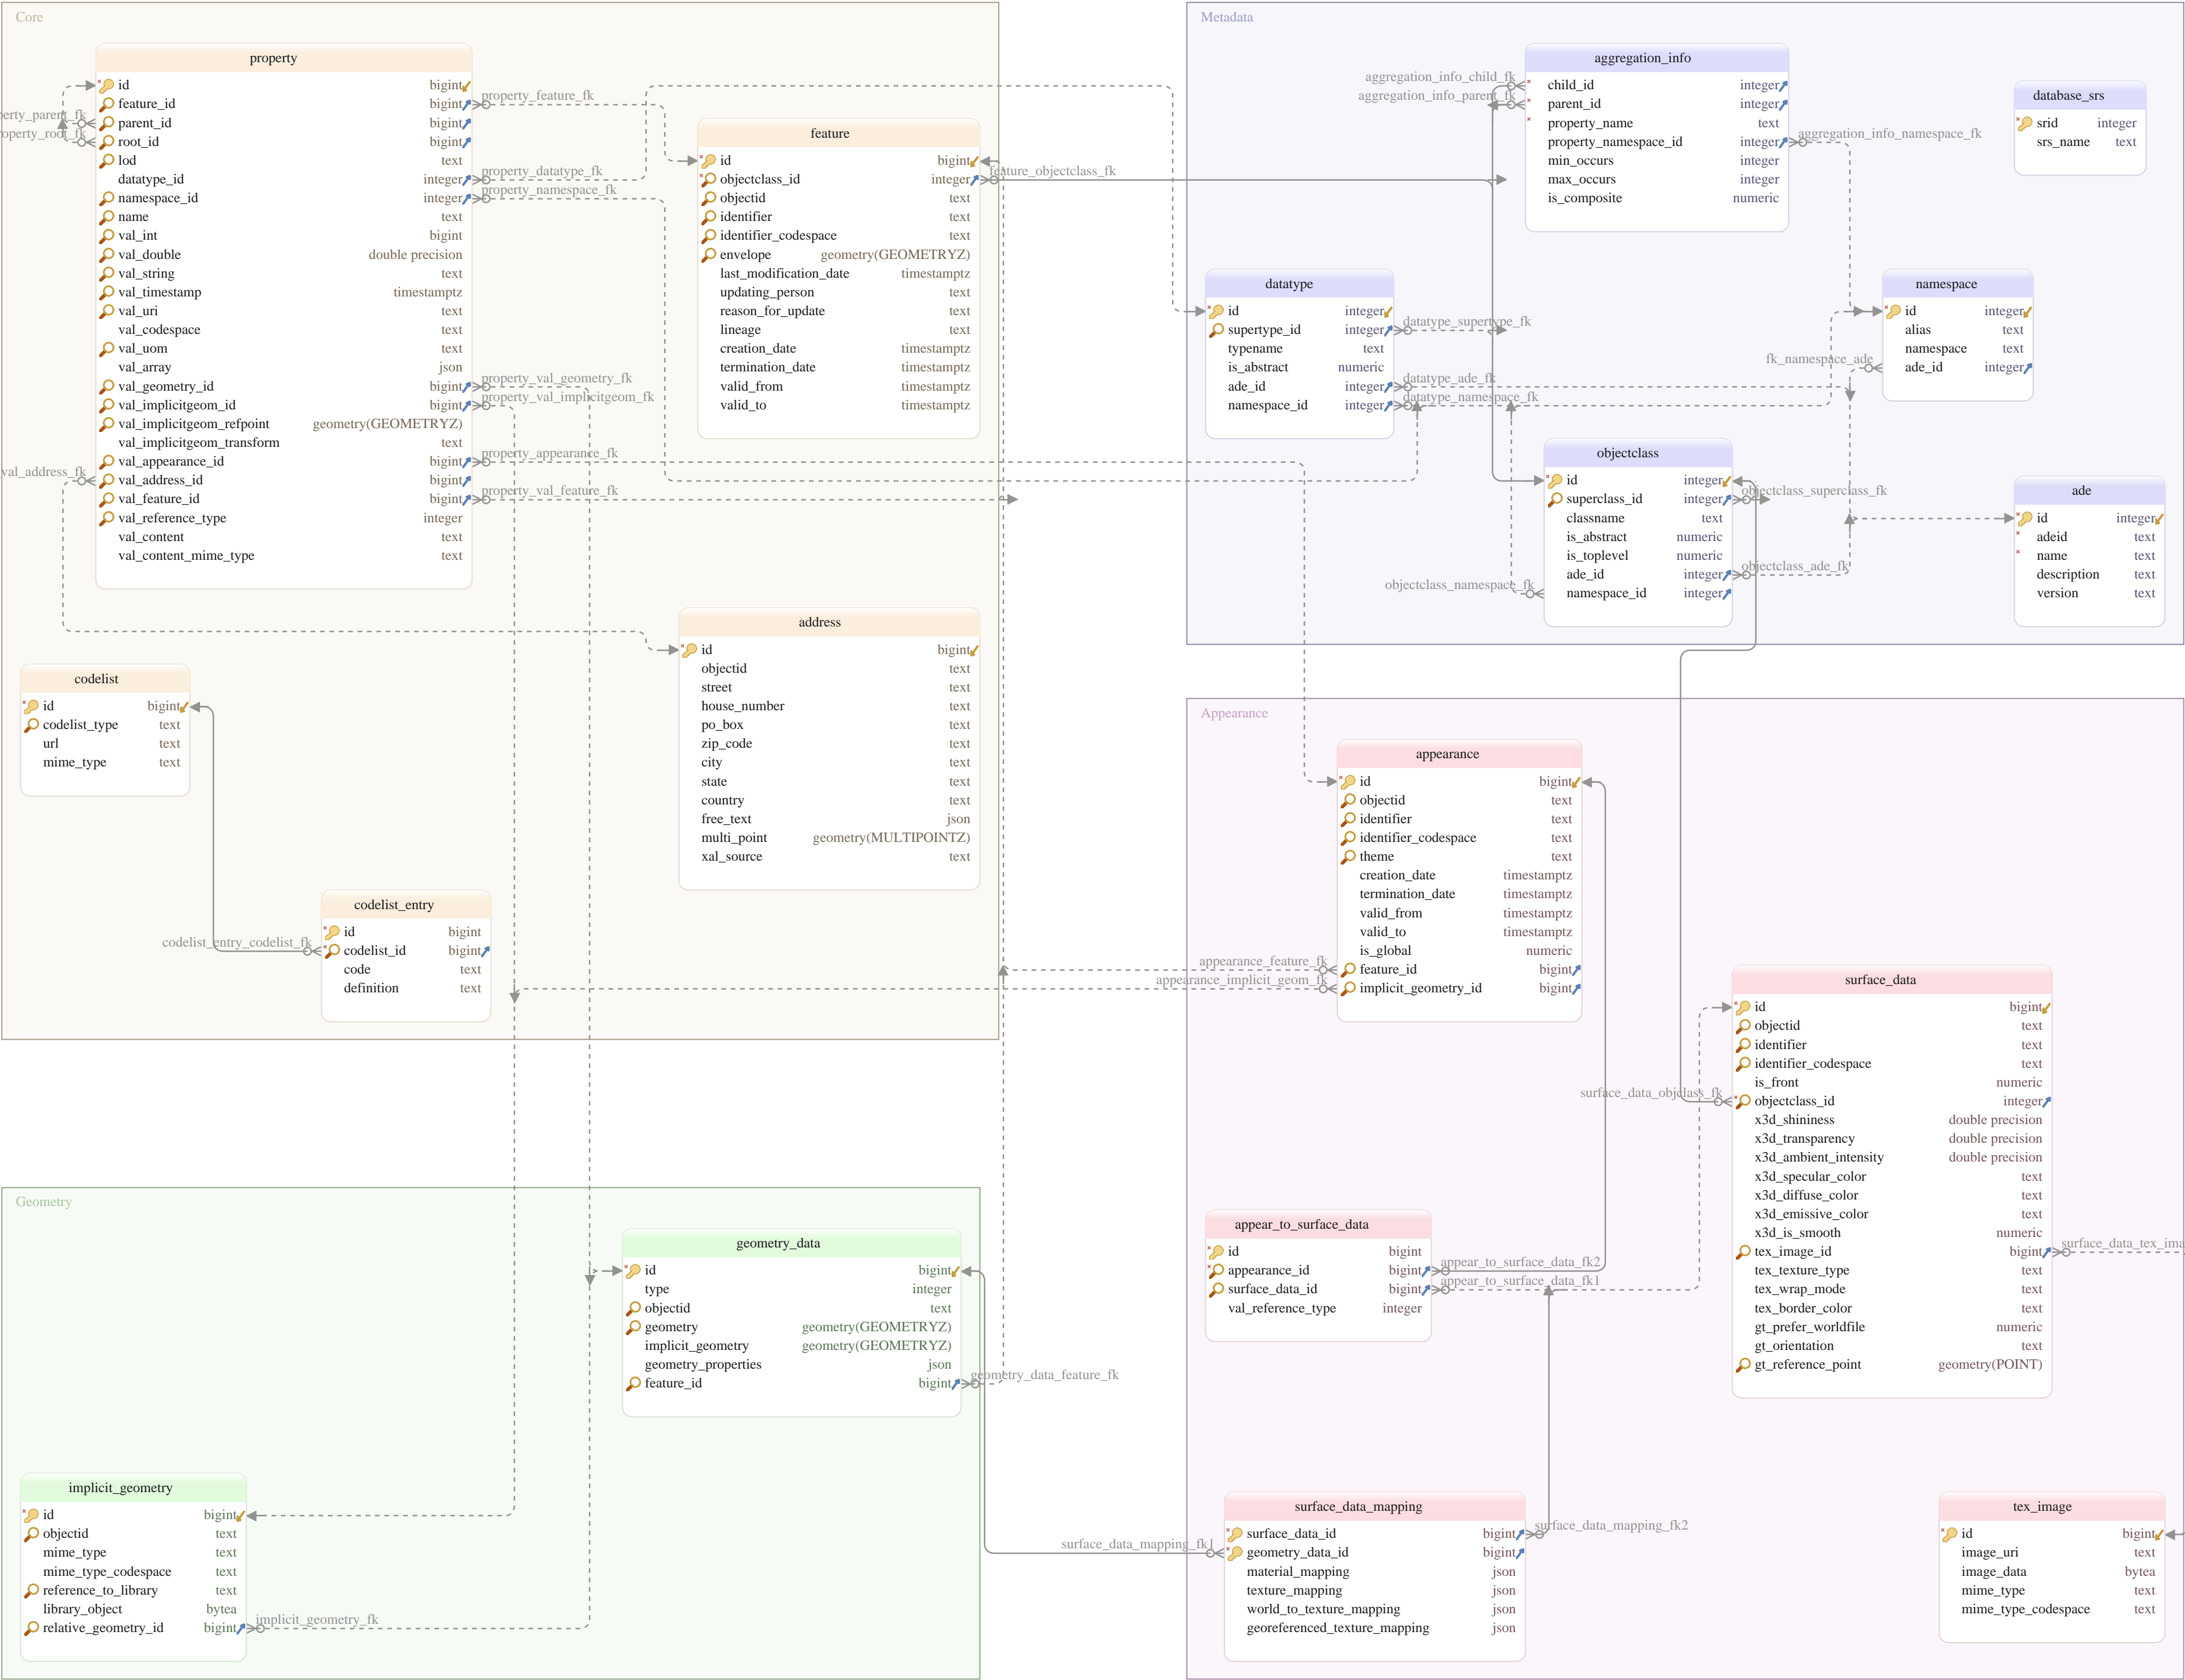 Core
property
id bigint
feature_id bigint
parent_id bigint
root_id bigint
lod text
datatype_id integer
namespace_id integer
name text
val_int bigint
val_double double precision
val_string text
val_timestamp timestamptz
val_uri text
val_codespace text
val_uom text
val_array json
val_geometry_id bigint
val_implicitgeom_id bigint
val_implicitgeom_refpoint geometry(GEOMETRYZ)
val_implicitgeom_transform text
val_appearance_id bigint
val_address_id bigint
val_feature_id bigint
val_reference_type integer
val_content text
val_content_mime_type text
erty_parent_fk
operty_root_fk
val_address_fk
property_feature_fk
property_datatype_fk
property_namespace_fk
property_val_geometry_fk
property_val_implicitgeom_fk
property_appearance_fk
property_val_feature_fk
feature
id bigint
objectclass_id integer
objectid text
identifier text
identifier_codespace text
envelope geometry(GEOMETRYZ)
last_modification_date timestamptz
updating_person text
reason_for_update text
lineage text
creation_date timestamptz
termination_date timestamptz
valid_from timestamptz
valid_to timestamptz
feature_objectclass_fk
address
id bigint
objectid text
street text
house_number text
po_box text
zip_code text
city text
state text
country text
free_text json
multi_point geometry(MULTIPOINTZ)
xal_source text
codelist
id bigint
codelist_type text
url text
mime_type text
codelist_entry
id bigint
codelist_id bigint
code text
definition text
codelist_entry_codelist_fk
Metadata
aggregation_info
child_id integer
parent_id integer
property_name text
property_namespace_id integer
min_occurs integer
max_occurs integer
is_composite numeric
aggregation_info_child_fk
aggregation_info_parent_fk
aggregation_info_namespace_fk
database_srs
srid integer
srs_name text
datatype
id integer
supertype_id integer
typename text
is_abstract numeric
ade_id integer
namespace_id integer
datatype_supertype_fk
datatype_ade_fk
datatype_namespace_fk
namespace
id integer
alias text
namespace text
ade_id integer
fk_namespace_ade
objectclass
id integer
superclass_id integer
classname text
is_abstract numeric
is_toplevel numeric
ade_id integer
namespace_id integer
objectclass_superclass_fk
objectclass_ade_fk
objectclass_namespace_fk
ade
id integer
adeid text
name text
description text
version text
Appearance
appearance
id bigint
objectid text
identifier text
identifier_codespace text
theme text
creation_date timestamptz
termination_date timestamptz
valid_from timestamptz
valid_to timestamptz
is_global numeric
feature_id bigint
implicit_geometry_id bigint
appearance_feature_fk
appearance_implicit_geom_fk
surface_data
id bigint
objectid text
identifier text
identifier_codespace text
is_front numeric
objectclass_id integer
x3d_shininess double precision
x3d_transparency double precision
x3d_ambient_intensity double precision
x3d_specular_color text
x3d_diffuse_color text
x3d_emissive_color text
x3d_is_smooth numeric
tex_image_id bigint
tex_texture_type text
tex_wrap_mode text
tex_border_color text
gt_prefer_worldfile numeric
gt_orientation text
gt_reference_point geometry(POINT)
surface_data_objclass_fk
surface_data_tex_ima
appear_to_surface_data
id bigint
appearance_id bigint
surface_data_id bigint
val_reference_type integer
appear_to_surface_data_fk2
appear_to_surface_data_fk1
surface_data_mapping
surface_data_id bigint
geometry_data_id bigint
material_mapping json
texture_mapping json
world_to_texture_mapping json
georeferenced_texture_mapping json
surface_data_mapping_fk2
surface_data_mapping_fk1
tex_image
id bigint
image_uri text
image_data bytea
mime_type text
mime_type_codespace text
Geometry
geometry_data
id bigint
type integer
objectid text
geometry geometry(GEOMETRYZ)
implicit_geometry geometry(GEOMETRYZ)
geometry_properties json
feature_id bigint
geometry_data_feature_fk
implicit_geometry
id bigint
objectid text
mime_type text
mime_type_codespace text
reference_to_library text
library_object bytea
relative_geometry_id bigint
implicit_geometry_fk